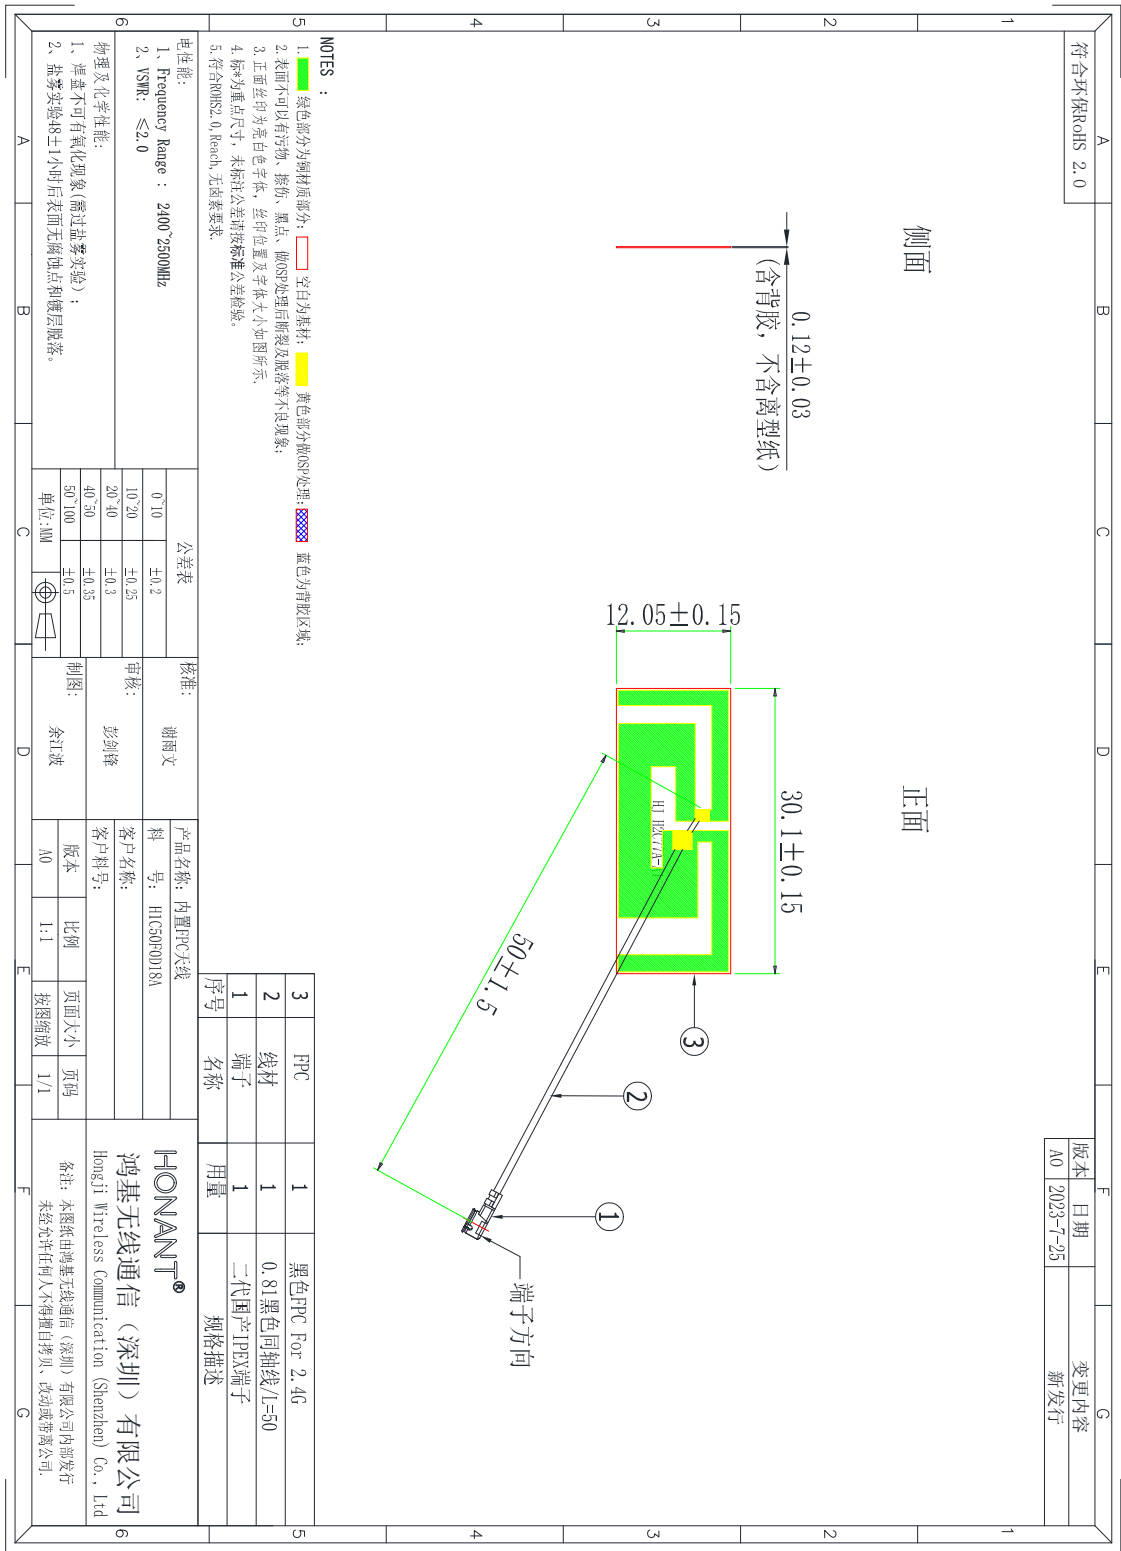 符合环保RoHS 2.0
版本 日期 变更内容
A0 2023-7-25 新发行
侧面
0.12±0.03
(含背胶，不含离型纸)
正面
30.1±0.15
12.05±0.15
50±1.5
③
②
①
端子方向
NOTES :
1. 绿色部分为铜材质部分; 空白为基材; 黄色部分做OSP处理; 蓝色为背胶区域;
2. 表面不可以有污物、擦伤、黑点、做OSP处理后断裂及脱落等不良现象;
3. 正面丝印为亮白色字体, 丝印位置及字体大小如图所示.
4. 标*为重点尺寸, 未标注公差请按标准公差检验。
5. 符合ROHS2.0,Reach,无卤素要求.
电性能:
1、Frequency Range : 2400~2500MHz
2、VSWR: ≤2.0
物理及化学性能:
1、焊盘不可有氧化现象(需过盐雾实验);
2、盐雾实验48±1小时后表面无腐蚀点和镀层脱落。
公差表
0~10 ±0.2
10~20 ±0.25
20~40 ±0.3
40~50 ±0.35
50~100 ±0.5
单位:MM
核准: 谢雨文
审核: 彭剑锋
制图: 余江波
产品名称: 内置FPC天线
料 号: H1C50F0D18A
客户名称:
客户料号:
版本 比例 页面大小 页码
A0 1:1 按图缩放 1/1
3 FPC 1 黑色FPC For 2.4G
2 线材 1 0.81黑色同轴线/L=50
1 端子 1 二代国产IPEX端子
序号 名称 用量 规格描述
HONANT®
鸿基无线通信（深圳）有限公司
Hongji Wireless Communication (Shenzhen) Co., Ltd
备注: 本图纸由鸿基无线通信（深圳）有限公司内部发行
未经允许任何人不得擅自拷贝、改动或带离公司.
1 2 3 4 5 6
1 2 3 4 5 6
A B C D E F G
A B C D E F G